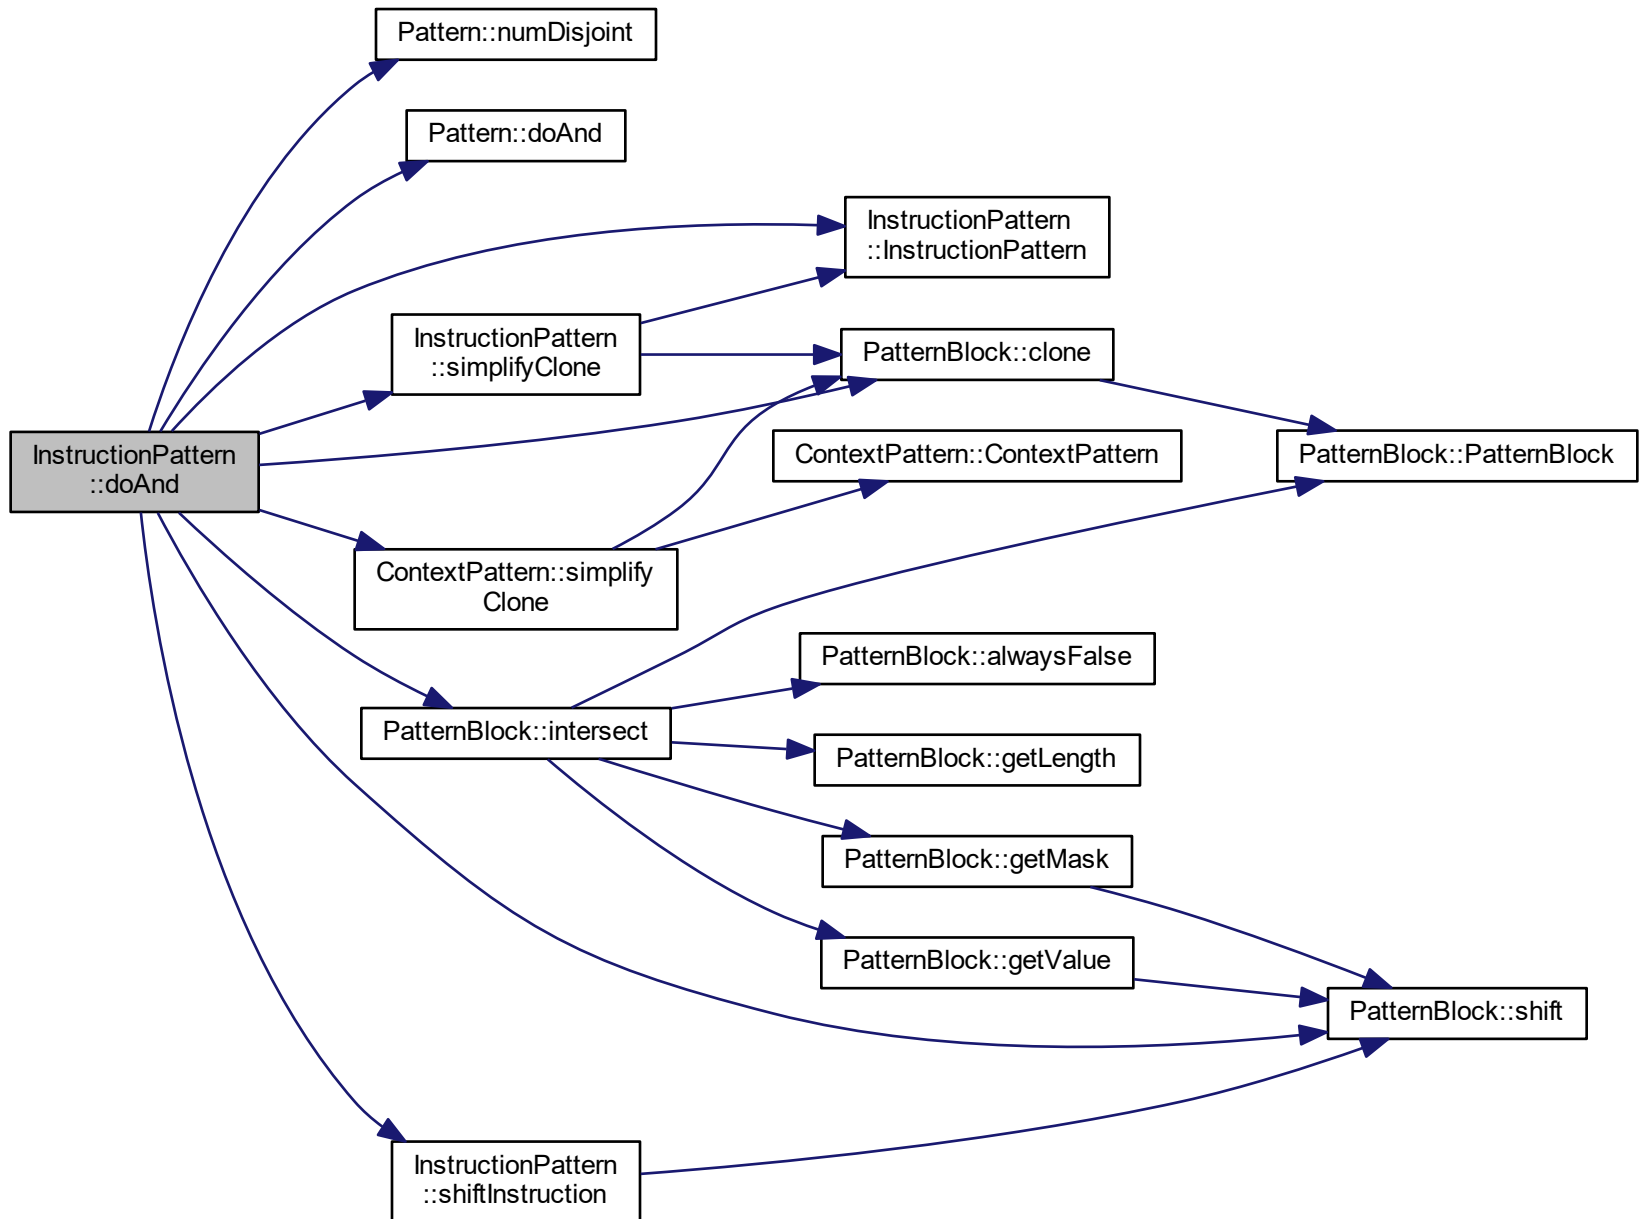 Pattern::numDisjoint
Pattern::doAnd
InstructionPattern
::InstructionPattern
InstructionPattern
::simplifyClone
PatternBlock::clone
InstructionPattern
::doAnd
ContextPattern::ContextPattern
PatternBlock::PatternBlock
ContextPattern::simplify
Clone
PatternBlock::alwaysFalse
PatternBlock::intersect
PatternBlock::getLength
PatternBlock::getMask
PatternBlock::getValue
PatternBlock::shift
InstructionPattern
::shiftInstruction